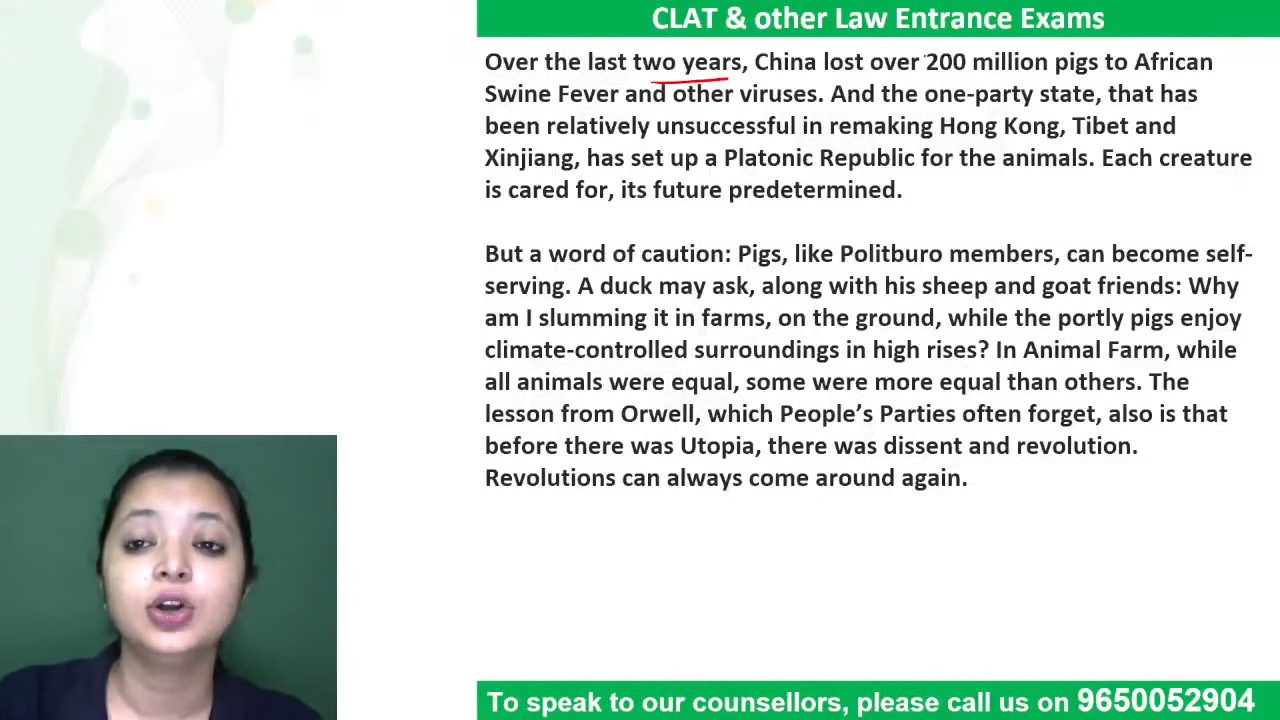 CLAT & other Law Entrance Exams
Over the last two years, China lost over 200 million pigs to African
Swine Fever and other viruses. And the one-party state, that has
been relatively unsuccessful in remaking Hong Kong, Tibet and
Xinjiang, has set up a Platonic Republic for the animals. Each creature
is cared for, its future predetermined.
But a word of caution: Pigs, like Politburo members, can become self-
serving. A duck may ask, along with his sheep and goat friends: Why
am I slumming it in farms, on the ground, while the portly pigs enjoy
climate-controlled surroundings in high rises? In Animal Farm, while
all animals were equal, some were more equal than others. The
lesson from Orwell, which People’s Parties often forget, also is that
before there was Utopia, there was dissent and revolution.
Revolutions can always come around again.
To speak to our counsellors, please call us on 9650052904